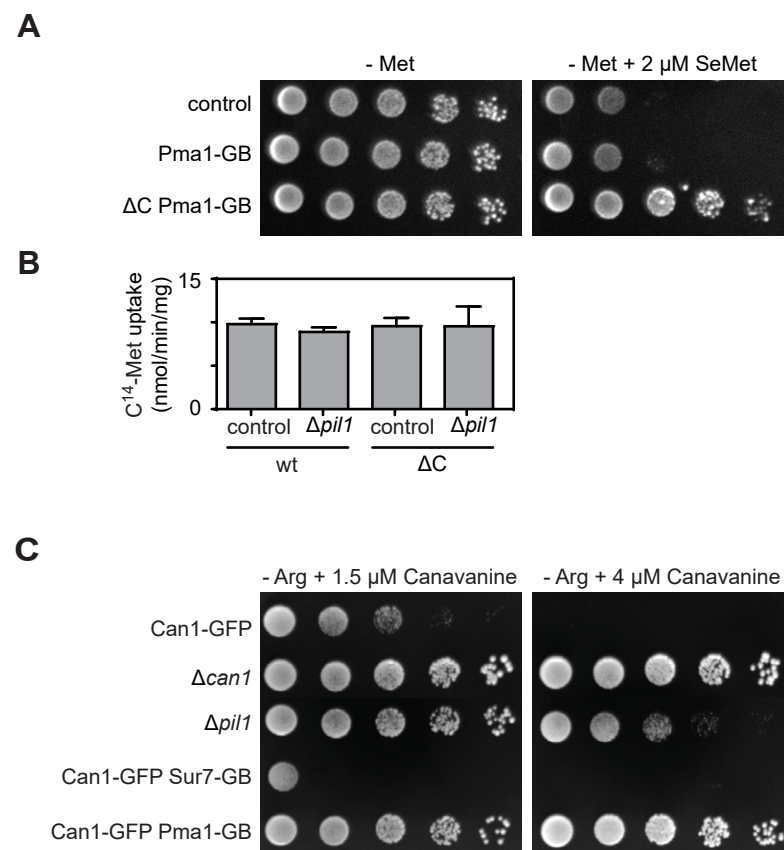 A
- Met
- Met + 2 µM SeMet
control
Pma1-GB
ΔC Pma1-GB
B
C14-Met uptake
(nmol/min/mg)
15
0
control
Δpil1
control
Δpil1
wt
ΔC
C
- Arg + 1.5 µM Canavanine
- Arg + 4 µM Canavanine
Can1-GFP
Δcan1
Δpil1
Can1-GFP Sur7-GB
Can1-GFP Pma1-GB